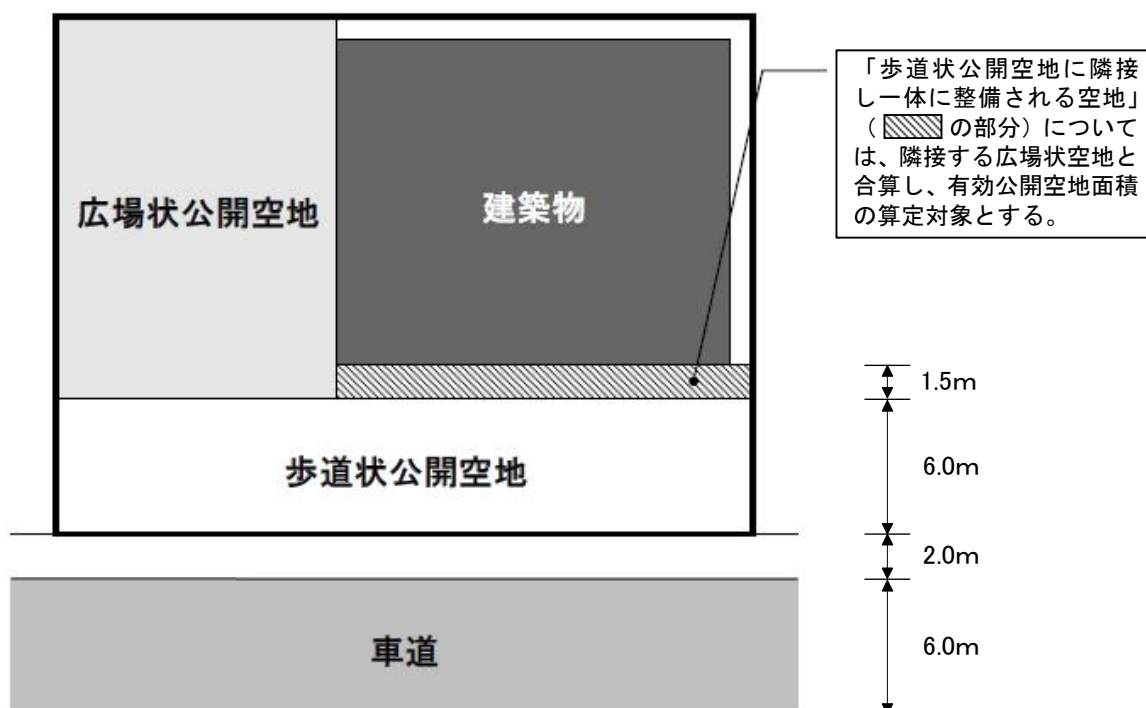 「歩道状公開空地に隣接
し一体に整備される空地」
（ の部分）について
は、隣接する広場状空地と
合算し、有効公開空地面積
の算定対象とする。
広場状公開空地
建築物
1.5m
歩道状公開空地
6.0m
2.0m
車道
6.0m